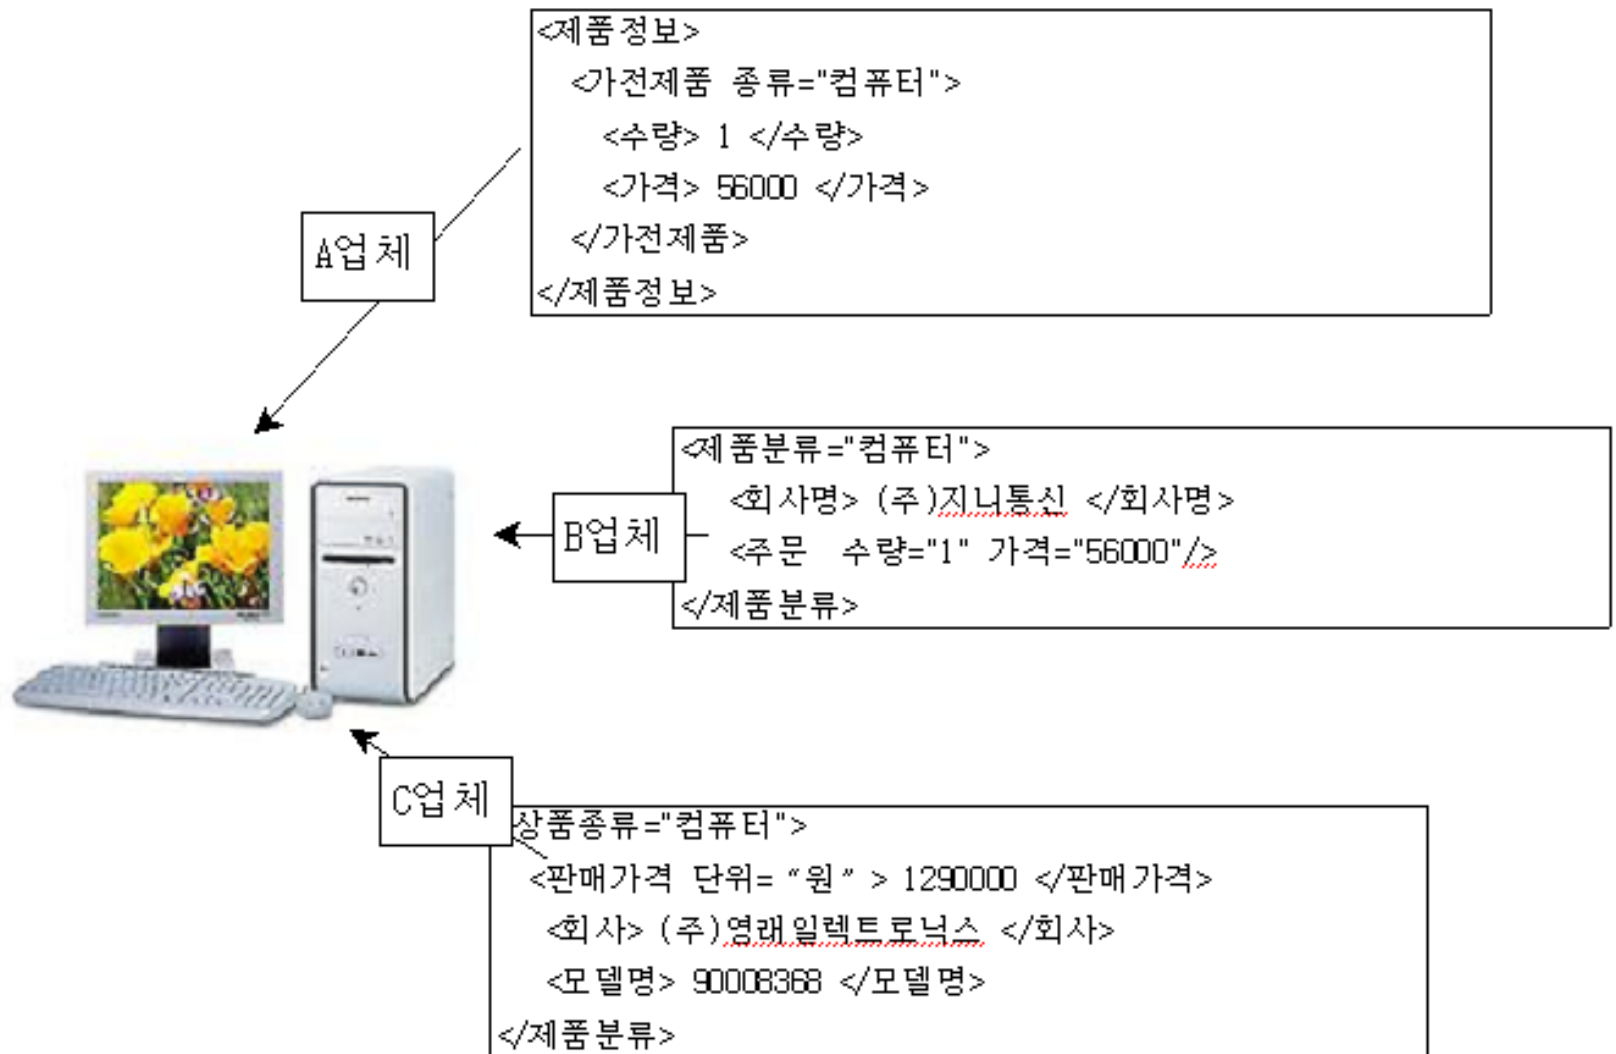 <제품정보>
<가전제품 종류="컴퓨터">
<수량> 1 </수량>
<가격> 56000 </가격>
</가전제품>
</제품정보>
A업체
<제품분류="컴퓨터">
<회사명> (주)지니통신 </회사명>
<주문 수량="1" 가격="56000"/>
</제품분류>
B업체
C업체
상품종류="컴퓨터">
<판매가격 단위= “원” > 1290000 </판매가격>
<회사> (주)영래일렉트로닉스 </회사>
<모델명> 90008368 </모델명>
</제품분류>